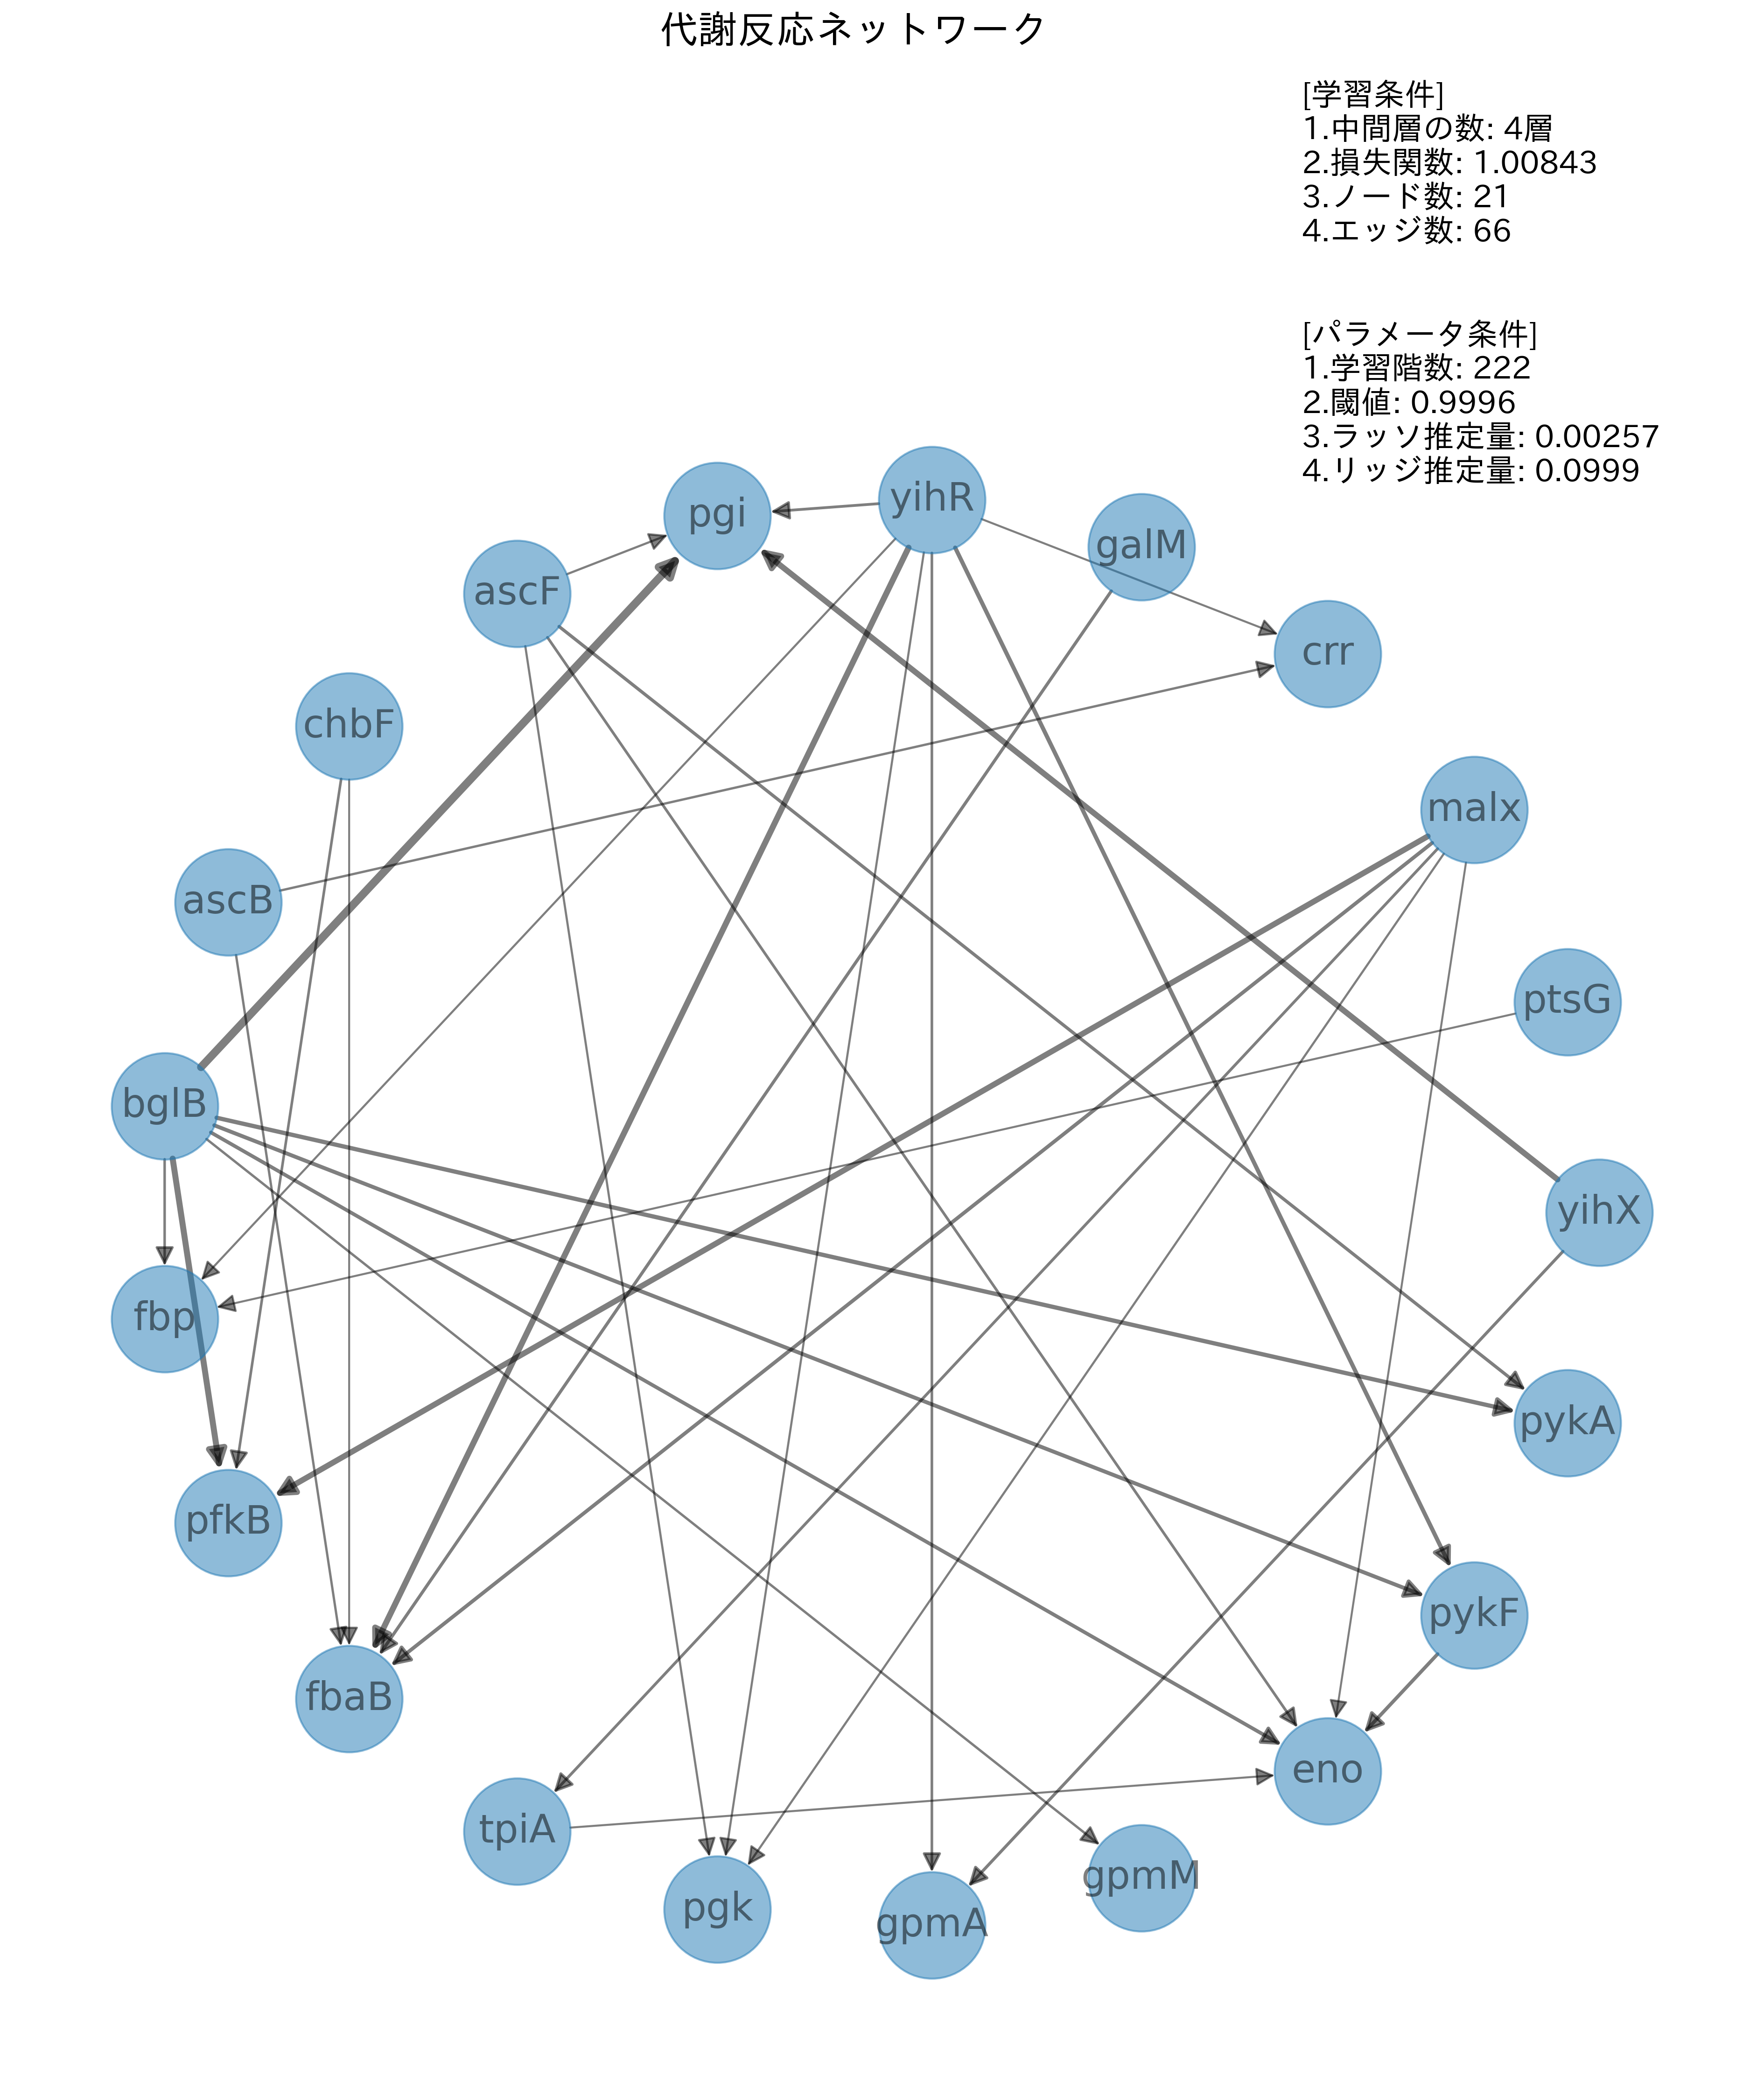 代謝反応ネットワーク
[学習条件]
1.中間層の数: 4層
2.損失関数: 1.00843
3.ノード数: 21
4.エッジ数: 66
[パラメータ条件]
1.学習階数: 222
2.閾値: 0.9996
3.ラッソ推定量: 0.00257
4.リッジ推定量: 0.0999
yihR
pgi
galM
ascF
crr
chbF
malx
ascB
ptsG
bglB
yihX
fbp
pykA
pfkB
pykF
fbaB
eno
tpiA
gpmM
pgk
gpmA